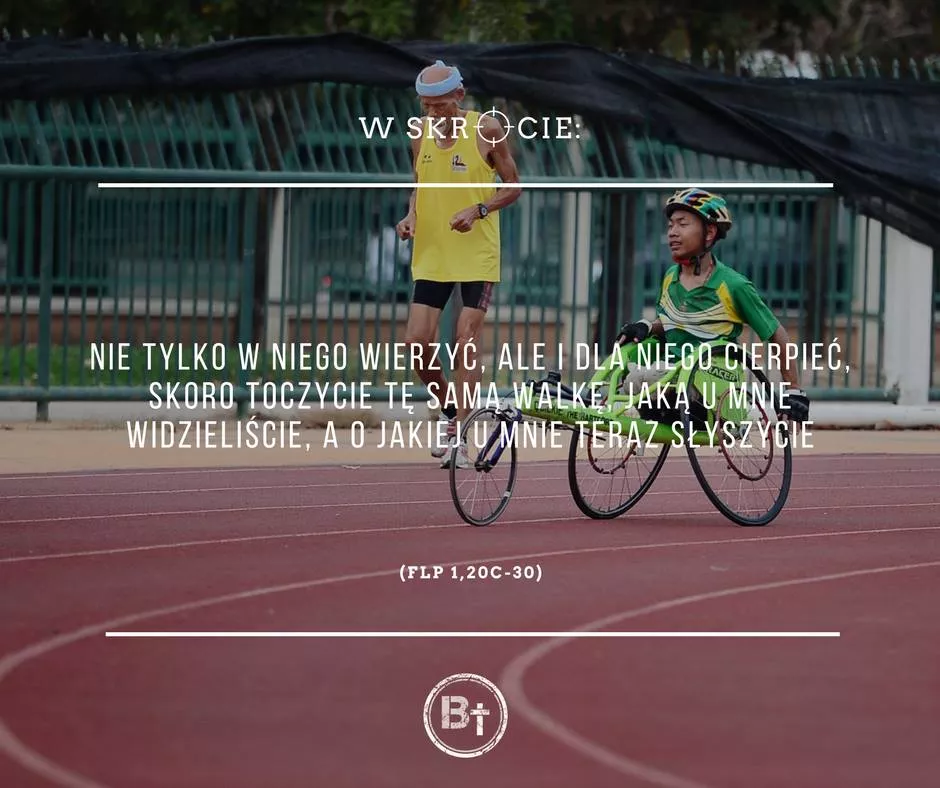 W SKRÓCIE:
NIE TYLKO W NIEGO WIERZYĆ, ALE I DLA NIEGO CIERPIEĆ,
SKORO TOCZYCIE TĘ SAMĄ WALKĘ, JAKĄ U MNIE
WIDZIELIŚCIE, A O JAKIEJ U MNIE TERAZ SŁYSZYCIE
(FLP 1,20C-30)
B†